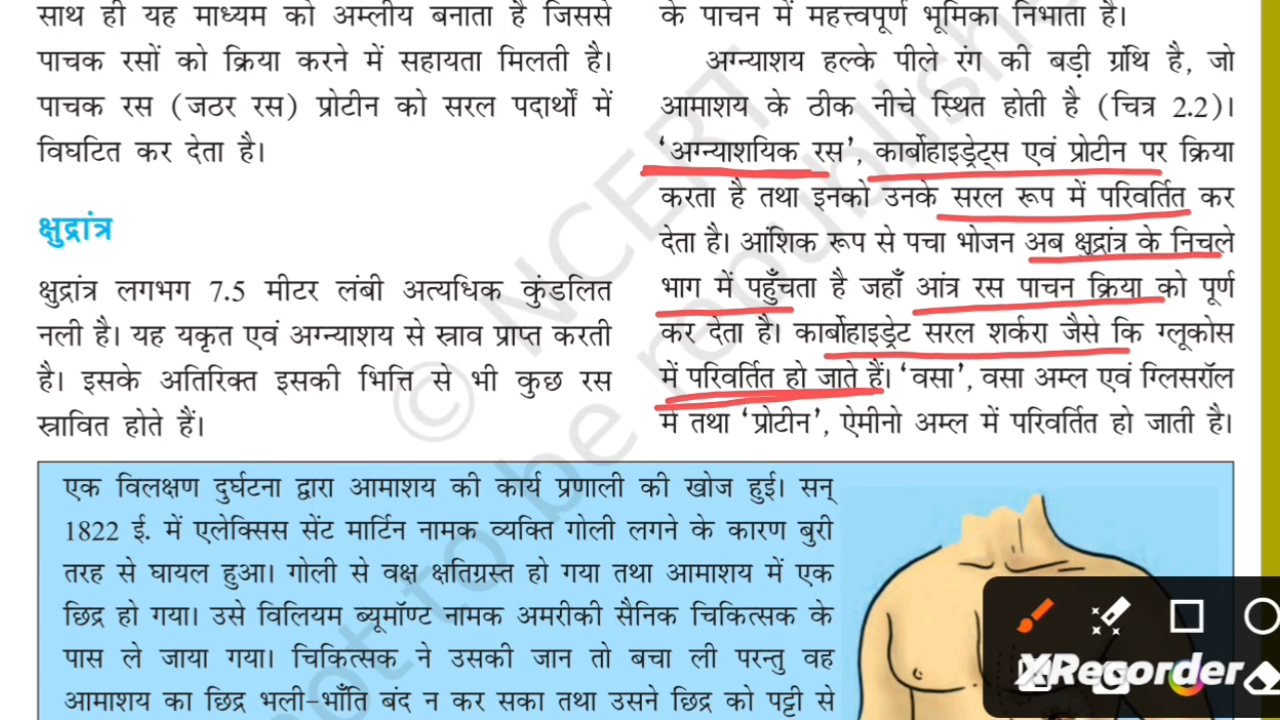 साथ ही यह माध्यम को अम्लीय बनाता है जिससे
पाचक रसों को क्रिया करने में सहायता मिलती है।
पाचक रस (जठर रस) प्रोटीन को सरल पदार्थों में
विघटित कर देता है।
क्षुद्रांत्र
क्षुद्रांत्र लगभग 7.5 मीटर लंबी अत्यधिक कुंडलित
नली है। यह यकृत एवं अग्न्याशय से स्राव प्राप्त करती
है। इसके अतिरिक्त इसकी भित्ति से भी कुछ रस
स्रावित होते हैं।
के पाचन में महत्त्वपूर्ण भूमिका निभाता है।
अग्न्याशय हल्के पीले रंग की बड़ी ग्रंथि है, जो
आमाशय के ठीक नीचे स्थित होती है (चित्र 2.2)।
‘अग्न्याशयिक रस’, कार्बोहाइड्रेट्स एवं प्रोटीन पर क्रिया
करता है तथा इनको उनके सरल रूप में परिवर्तित कर
देता है। आंशिक रूप से पचा भोजन अब क्षुद्रांत्र के निचले
भाग में पहुँचता है जहाँ आंत्र रस पाचन क्रिया को पूर्ण
कर देता है। कार्बोहाइड्रेट सरल शर्करा जैसे कि ग्लूकोस
में परिवर्तित हो जाते हैं। ‘वसा’, वसा अम्ल एवं ग्लिसरॉल
में तथा ‘प्रोटीन’, ऐमीनो अम्ल में परिवर्तित हो जाती है।
एक विलक्षण दुर्घटना द्वारा आमाशय की कार्य प्रणाली की खोज हुई। सन्
1822 ई. में एलेक्सिस सेंट मार्टिन नामक व्यक्ति गोली लगने के कारण बुरी
तरह से घायल हुआ। गोली से वक्ष क्षतिग्रस्त हो गया तथा आमाशय में एक
छिद्र हो गया। उसे विलियम ब्यूमॉण्ट नामक अमरीकी सैनिक चिकित्सक के
पास ले जाया गया। चिकित्सक ने उसकी जान तो बचा ली परन्तु वह
आमाशय का छिद्र भली-भाँति बंद न कर सका तथा उसने छिद्र को पट्टी से
© NCERT
not to be republished
XRecorder